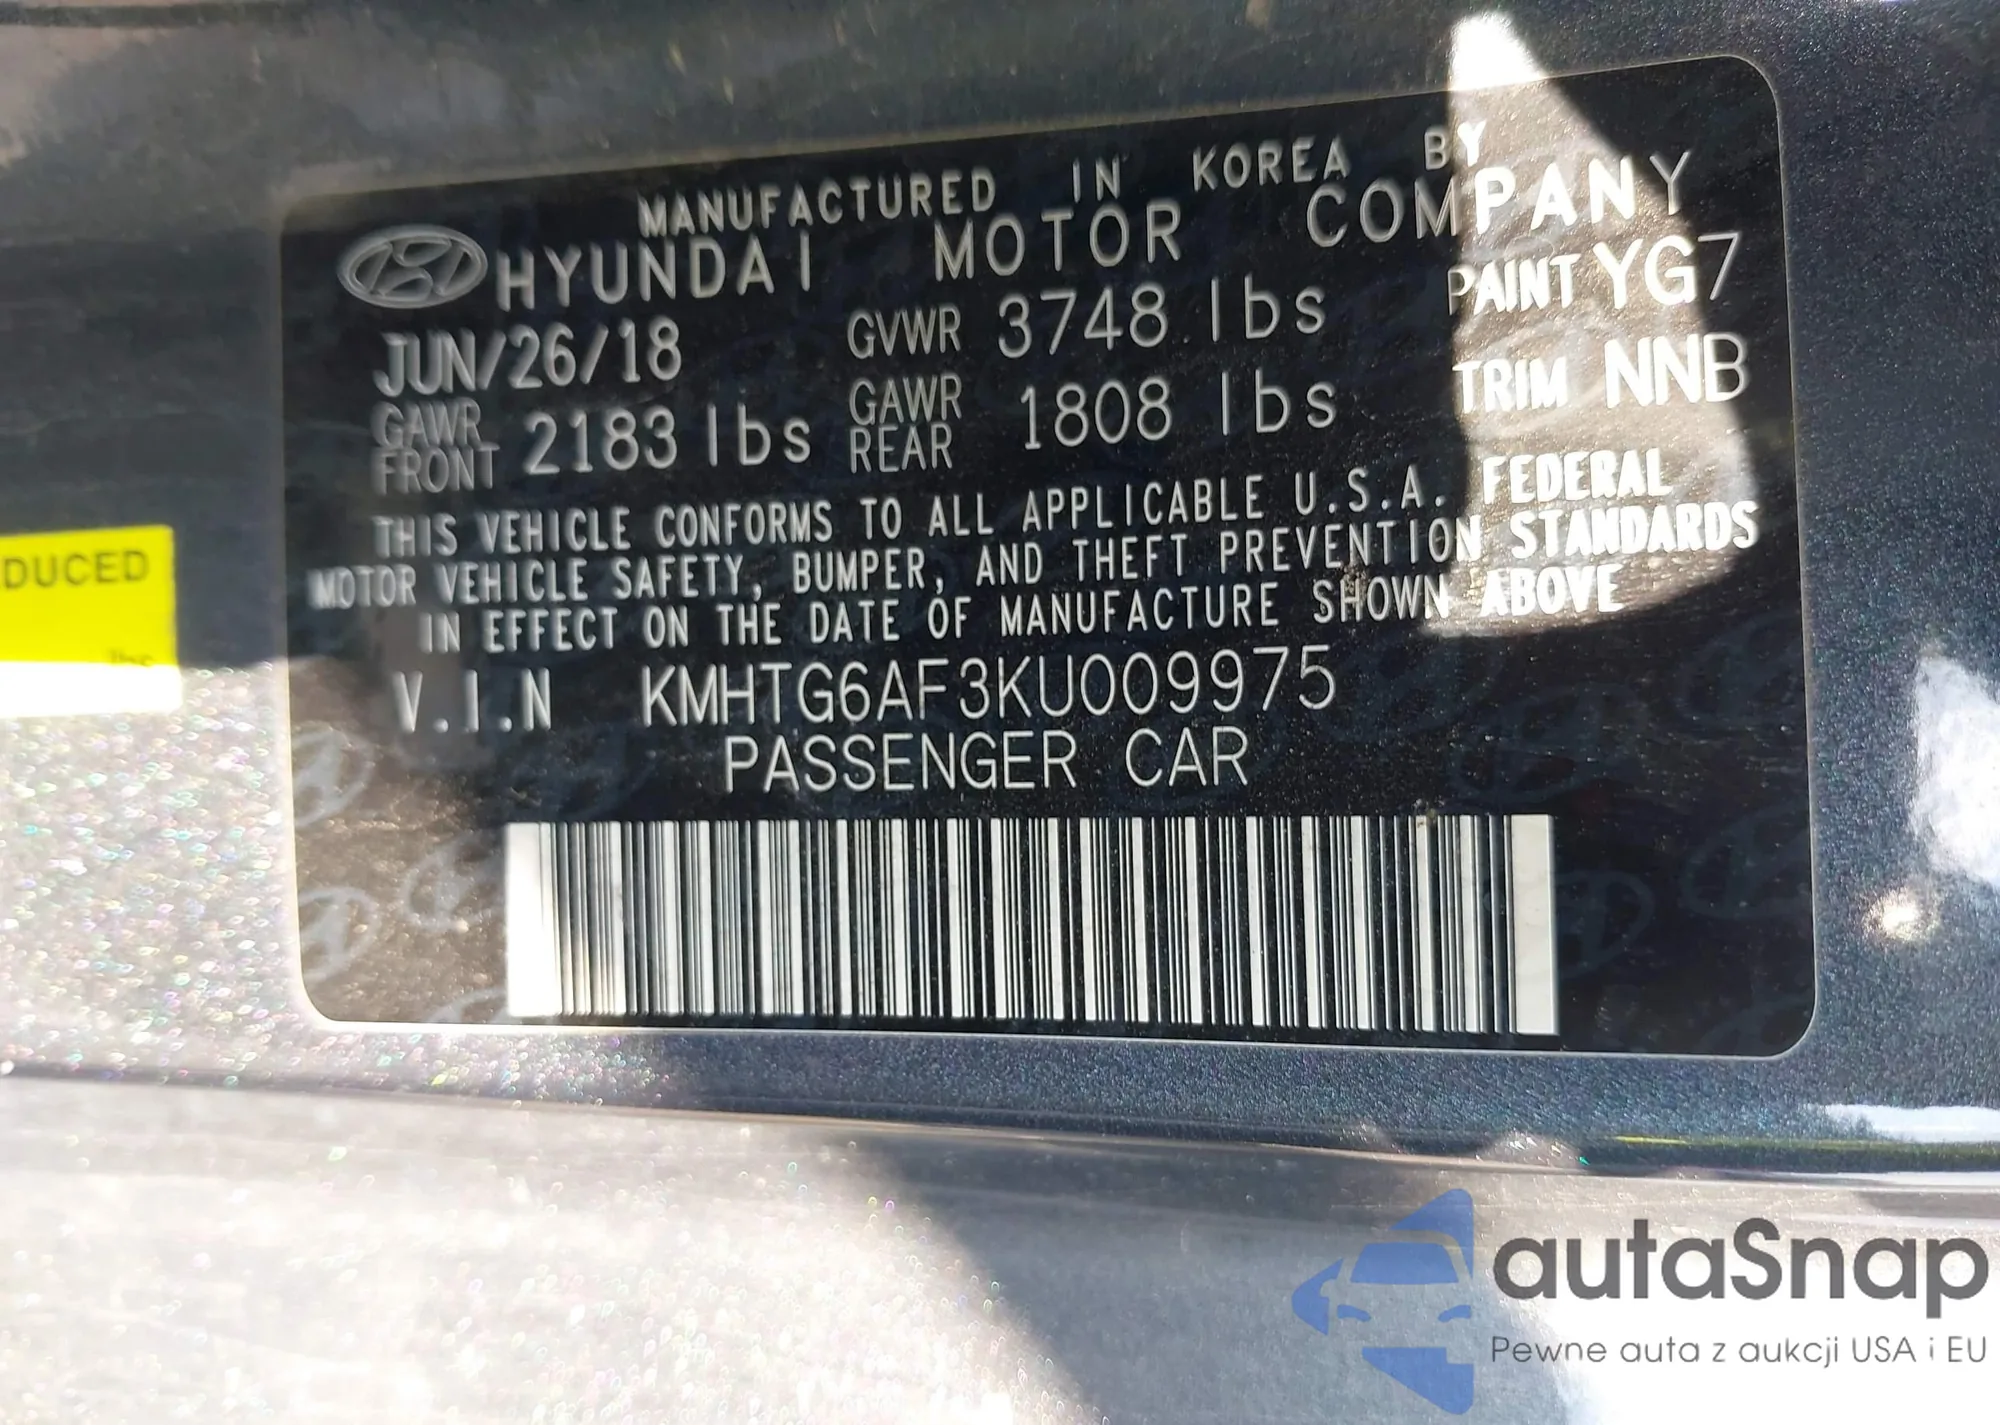 MANUFACTURED IN KOREA BY
HYUNDAI MOTOR COMPANY
JUN/26/18 GVWR 3748 lbs PAINT YG7
GAWR FRONT 2183 lbs GAWR REAR 1808 lbs TRIM NNB
THIS VEHICLE CONFORMS TO ALL APPLICABLE U.S.A. FEDERAL
MOTOR VEHICLE SAFETY, BUMPER, AND THEFT PREVENTION STANDARDS
IN EFFECT ON THE DATE OF MANUFACTURE SHOWN ABOVE
V.I.N KMHTG6AF3KU009975
PASSENGER CAR
DUCED
lbs
autaSnap
Pewne auta z aukcji USA i EU